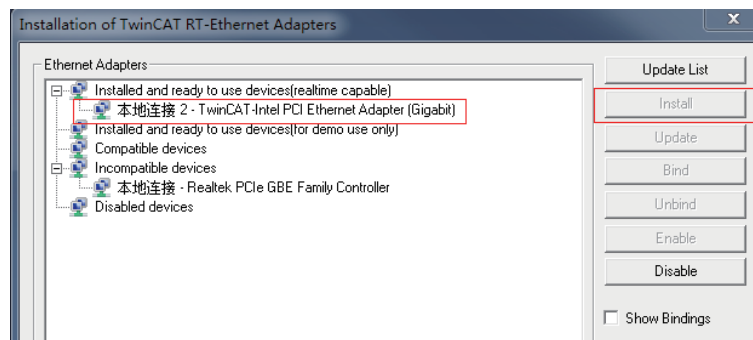 Installation of TwinCAT RT-Ethernet Adapters
x
Ethernet Adapters
Installed and ready to use devices(realtime capable)
本地连接 2 - TwinCAT-Intel PCI Ethernet Adapter (Gigabit)
Installed and ready to use devices(for demo use only)
Compatible devices
Incompatible devices
本地连接 - Realtek PCIe GBE Family Controller
Disabled devices
Update List
Install
Update
Bind
Unbind
Enable
Disable
Show Bindings